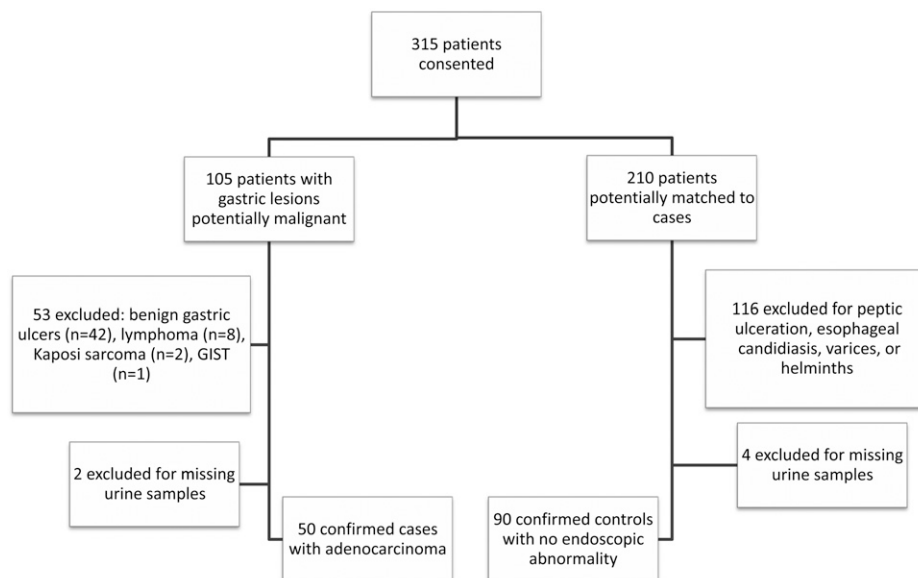 315 patients
consented
105 patients with
gastric lesions
potentially malignant
210 patients
potentially matched to
cases
53 excluded: benign gastric
ulcers (n=42), lymphoma (n=8),
Kaposi sarcoma (n=2), GIST
(n=1)
116 excluded for peptic
ulceration, esophageal
candidiasis, varices, or
helminths
2 excluded for missing
urine samples
4 excluded for missing
urine samples
50 confirmed cases
with adenocarcinoma
90 confirmed controls
with no endoscopic
abnormality